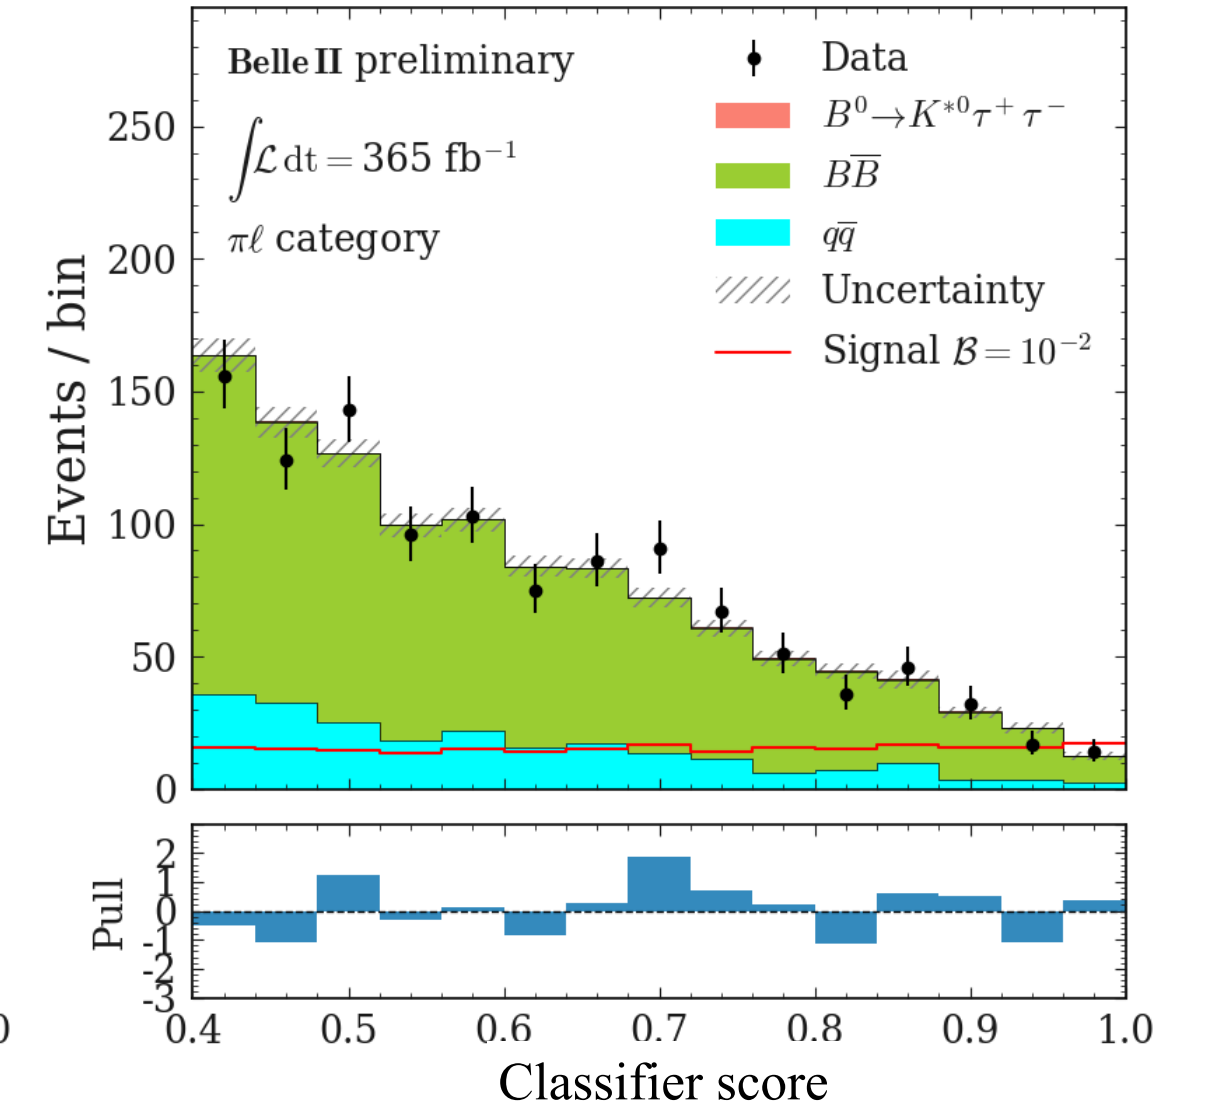 Belle II preliminary
∫ℒ dt = 365 fb⁻¹
πℓ category
Data
B⁰→K*⁰τ⁺τ⁻
BB̅
qq̅
Uncertainty
Signal ℬ = 10⁻²
Events / bin
250
200
150
100
50
0
Pull
2
1
0
-1
-2
-3
0
0.4 0.5 0.6 0.7 0.8 0.9 1.0
Classifier score